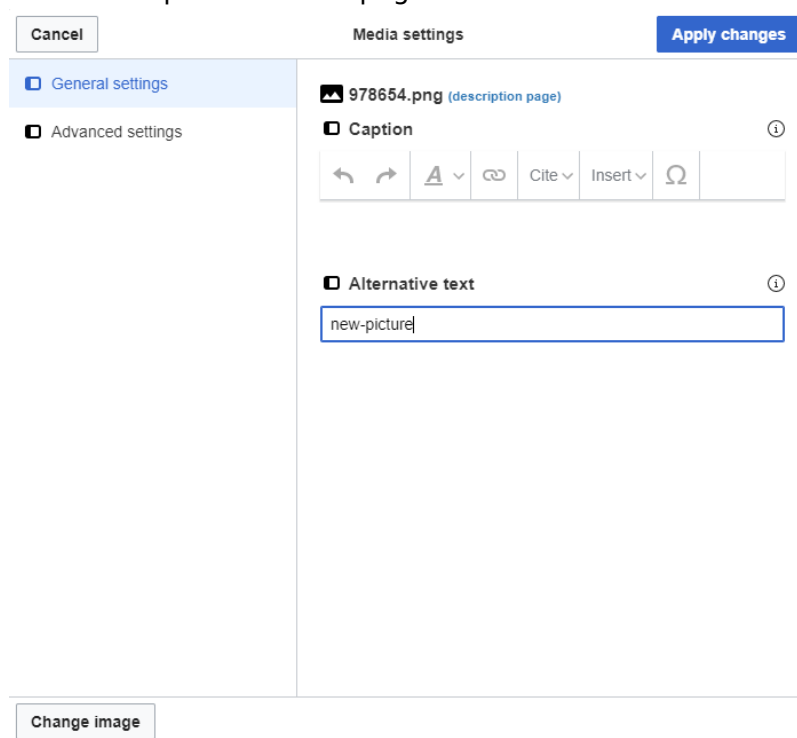 Cancel Media settings Apply changes
General settings
Advanced settings
978654.png (description page)
Caption
A Cite Insert Ω
Alternative text
new-picture
Change image